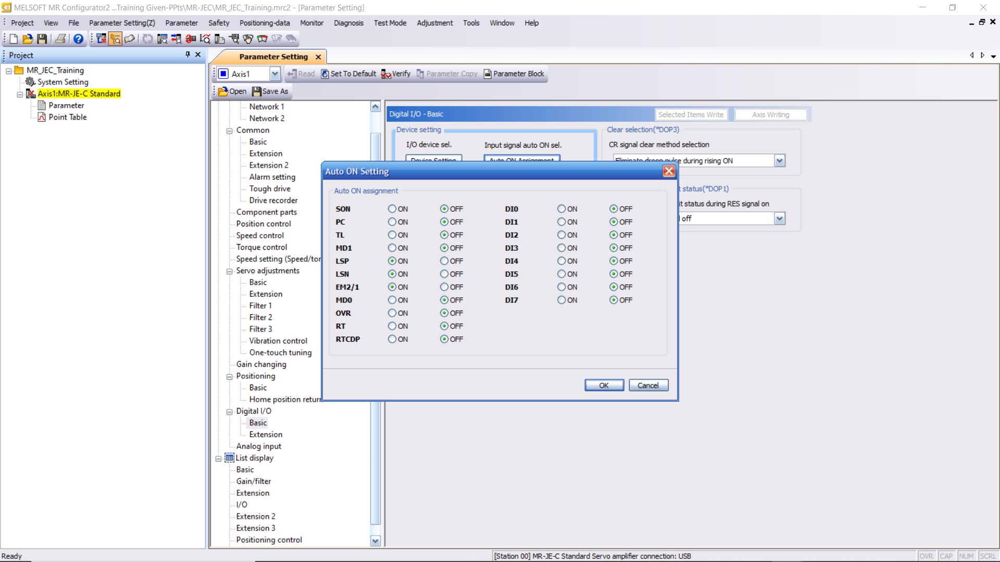 MELSOFT MR Configurator2 ...Training Given-PPts\MR-JEC\MR_JEC_Training.mrc2 - [Parameter Setting]
Project View File Parameter Setting(Z) Parameter Safety Positioning-data Monitor Diagnosis Test Mode Adjustment Tools Window Help
Project
MR_JEC_Training
System Setting
Axis1:MR-JE-C Standard
Parameter
Point Table
Parameter Setting
Axis1 Read Set To Default Verify Parameter Copy Parameter Block
Open Save As
Network 1
Network 2
Common
Basic
Extension
Extension 2
Alarm setting
Tough drive
Drive recorder
Component parts
Position control
Speed control
Torque control
Speed setting (Speed/tor
Servo adjustments
Basic
Extension
Filter 1
Filter 2
Filter 3
Vibration control
One-touch tuning
Gain changing
Positioning
Basic
Home position return
Digital I/O
Basic
Extension
Analog input
List display
Basic
Gain/filter
Extension
I/O
Extension 2
Extension 3
Positioning control
Digital I/O - Basic Selected Items Write Axis Writing
Device setting
I/O device sel. Input signal auto ON sel.
Device Setting Auto ON Assignment
Clear selection(*DOP3)
CR signal clear method selection
Eliminate droop pulse during rising ON
t status(*DOP1)
it status during RES signal on
off
Auto ON Setting
Auto ON assignment
SON ON OFF DI0 ON OFF
PC ON OFF DI1 ON OFF
TL ON OFF DI2 ON OFF
MD1 ON OFF DI3 ON OFF
LSP ON OFF DI4 ON OFF
LSN ON OFF DI5 ON OFF
EM2/1 ON OFF DI6 ON OFF
MD0 ON OFF DI7 ON OFF
OVR ON OFF
RT ON OFF
RTCDP ON OFF
OK Cancel
Ready [Station 00] MR-JE-C Standard Servo amplifier connection: USB OVR CAP NUM SCRL